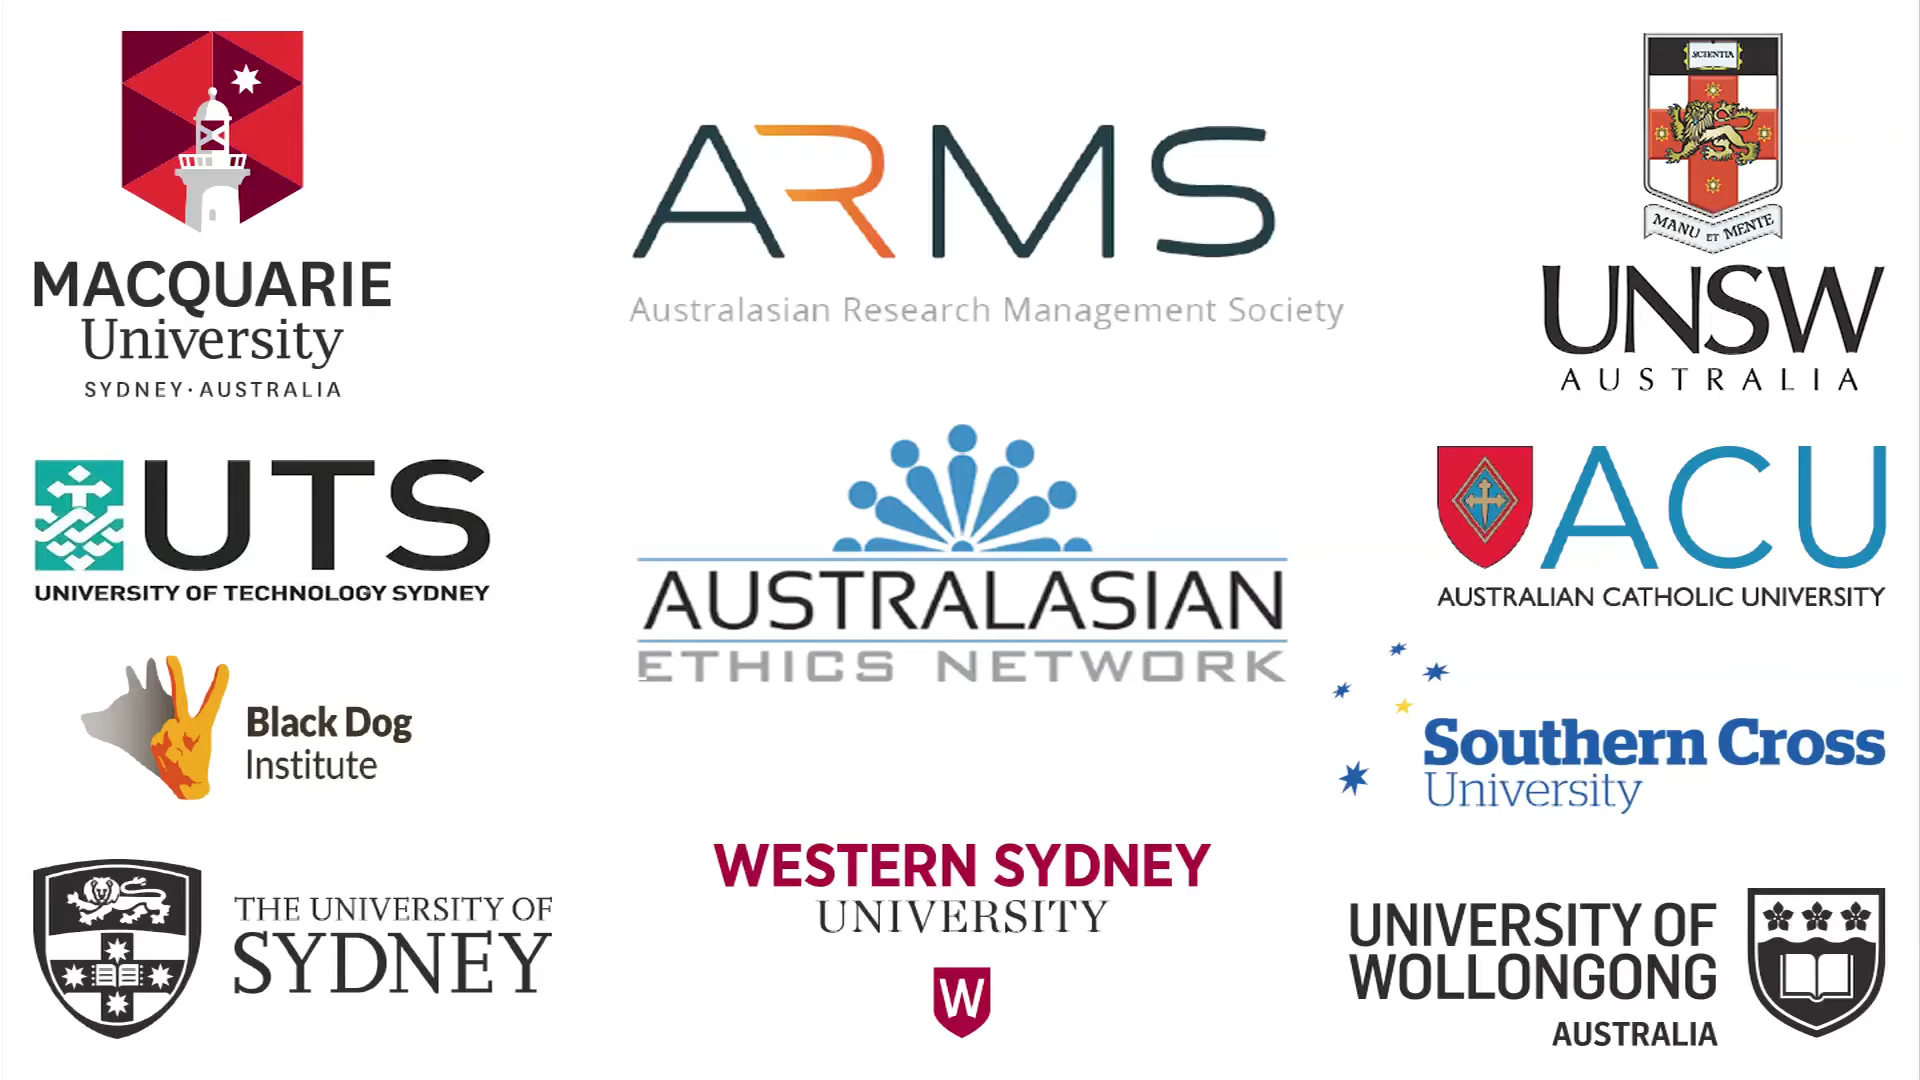 MACQUARIE
University
SYDNEY·AUSTRALIA
ARMS
Australasian Research Management Society
SCIENTIA
MANU ET MENTE
UNSW
AUSTRALIA
UTS
UNIVERSITY OF TECHNOLOGY SYDNEY
AUSTRALASIAN
ETHICS NETWORK
ACU
AUSTRALIAN CATHOLIC UNIVERSITY
Black Dog
Institute
Southern Cross
University
THE UNIVERSITY OF
SYDNEY
WESTERN SYDNEY
UNIVERSITY
W
UNIVERSITY OF
WOLLONGONG
AUSTRALIA